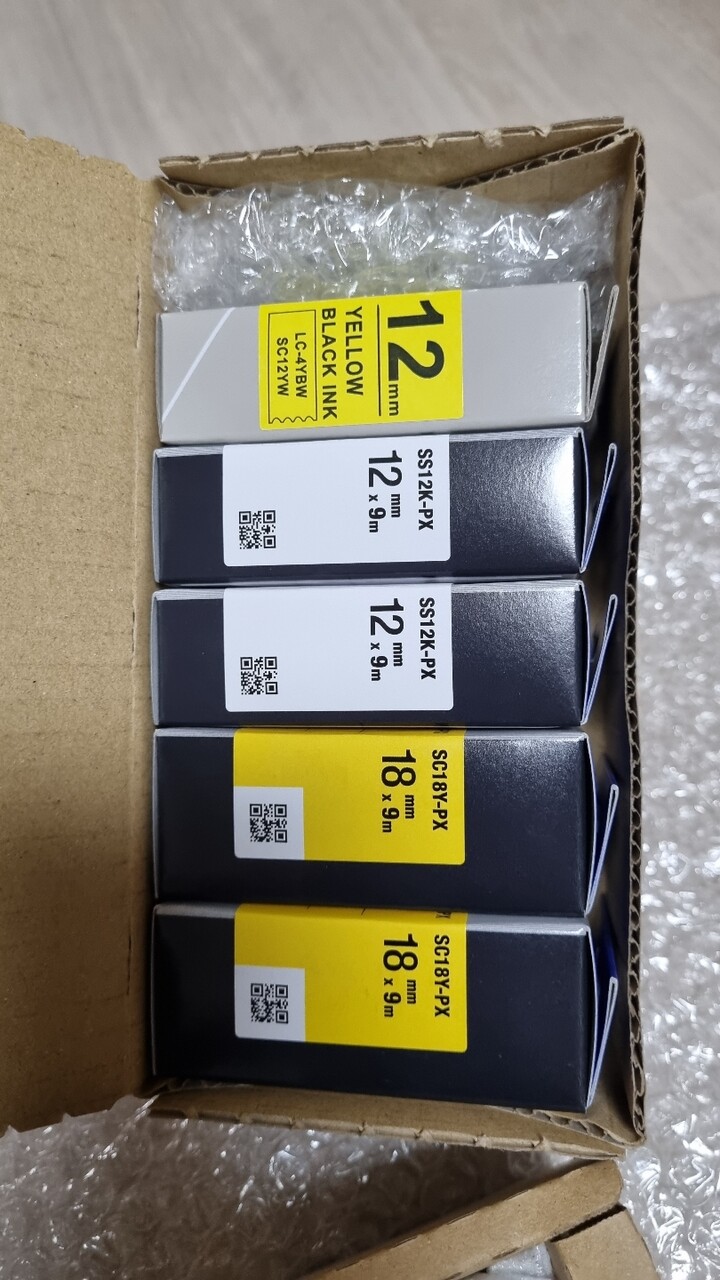 12mm
YELLOW
BLACK INK
LC-4YBW
SC12YW
SS12K-PX
12mm
x 9m
SS12K-PX
12mm
x 9m
SC18Y-PX
18mm
x 9m
SC18Y-PX
18mm
x 9m